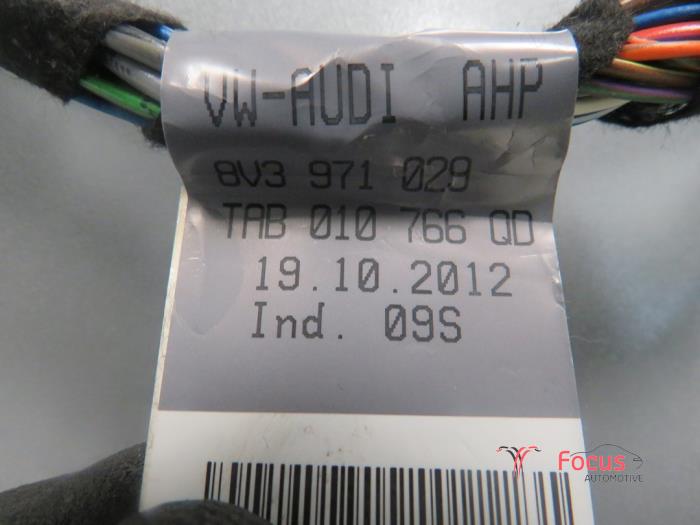 VW-AUDI AHP
8V3 971 029
TAB 010 766 QD
19.10.2012
Ind. 09S
Focus
AUTOMOTIVE